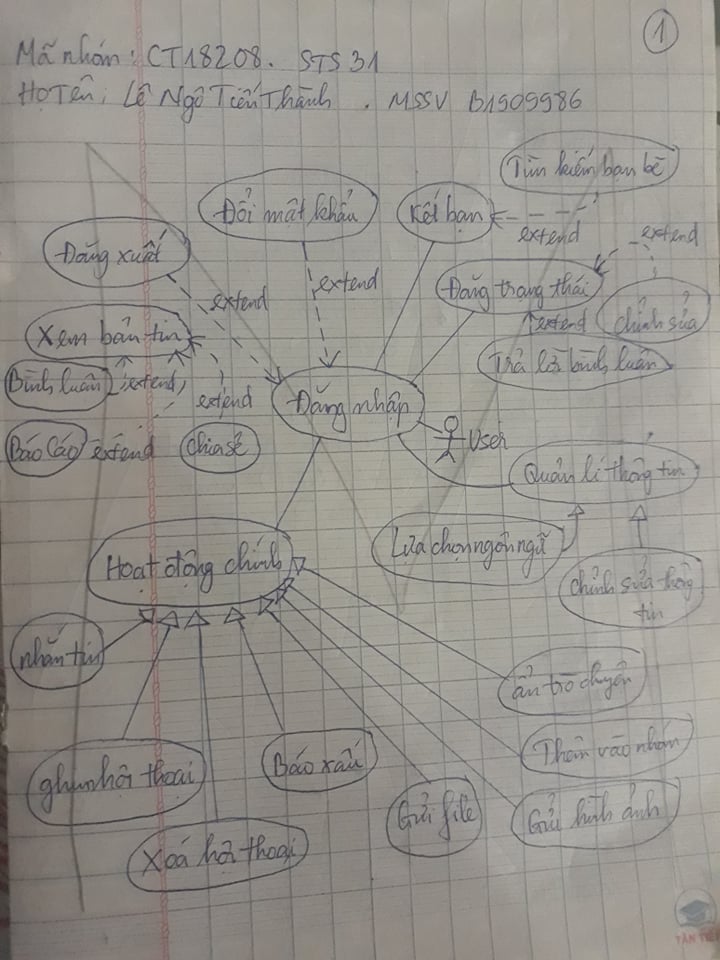 1
Mã nhóm: CT18208. STS 31
Họ Tên: Lê Ngô Tiến Thành. MSSV B1909986
Tìm kiếm bạn bè
Đổi mật khẩu
Kết bạn
extend
extend
Đăng xuất
extend
extend
Đăng trạng thái
chỉnh sửa
Xem bản tin
extend
Trả lời bình luận
Bình luận
extend
extend
Đăng nhập
Báo Cáo
extend
Chia sẻ
User
Quản lí thông tin
Hoạt động chính
Lựa chọn ngôn ngữ
chỉnh sửa thông
tin
nhắn tin
ẩn trò chuyện
ghim hội thoại
Báo xấu
Thêm vào nhóm
Gửi file
Gửi hình ảnh
Xoá hội thoại